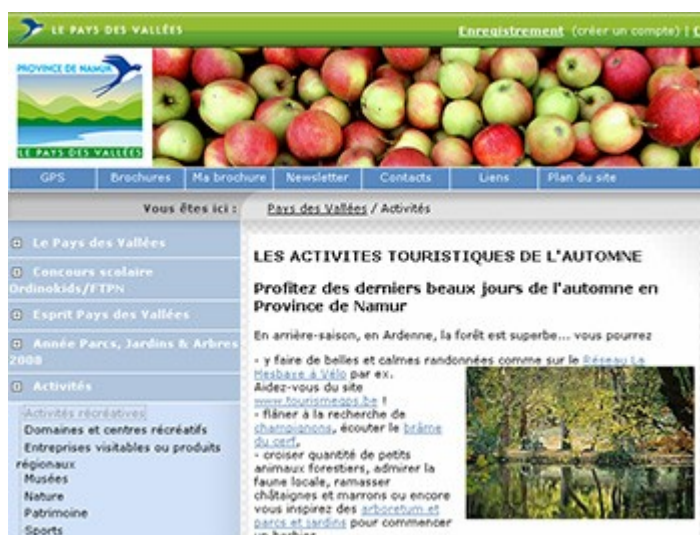 LE PAYS DES VALLÉES
Enregistrement (créer un compte) |
PROVINCE DE NAMUR
LE PAYS DES VALLÉES
GPS Brochures Ma brochure Newsletter Contacts Liens Plan du site
Vous êtes ici : Pays des Vallées / Activités
Le Pays des Vallées
Concours scolaire
Ordinokids/FTPN
Esprit Pays des Vallées
Année Parcs, Jardins & Arbres
2008
Activités
Activités récréatives
Domaines et centres récréatifs
Entreprises visitables ou produits
régionaux
Musées
Nature
Patrimoine
Sports
LES ACTIVITES TOURISTIQUES DE L'AUTOMNE
Profitez des derniers beaux jours de l'automne en
Province de Namur
En arrière-saison, en Ardenne, la forêt est superbe... vous pourrez
- y faire de belles et calmes randonnées comme sur le Réseau La
Hesbaye à Vélo par ex.
Aidez-vous du site
www.tourismegps.be !
- flâner à la recherche de
champignons, écouter le brâme
du cerf,
- croiser quantité de petits
animaux forestiers, admirer la
faune locale, ramasser
châtaignes et marrons ou encore
vous inspirez des arboretum et
parcs et jardins pour commencer
un herbier